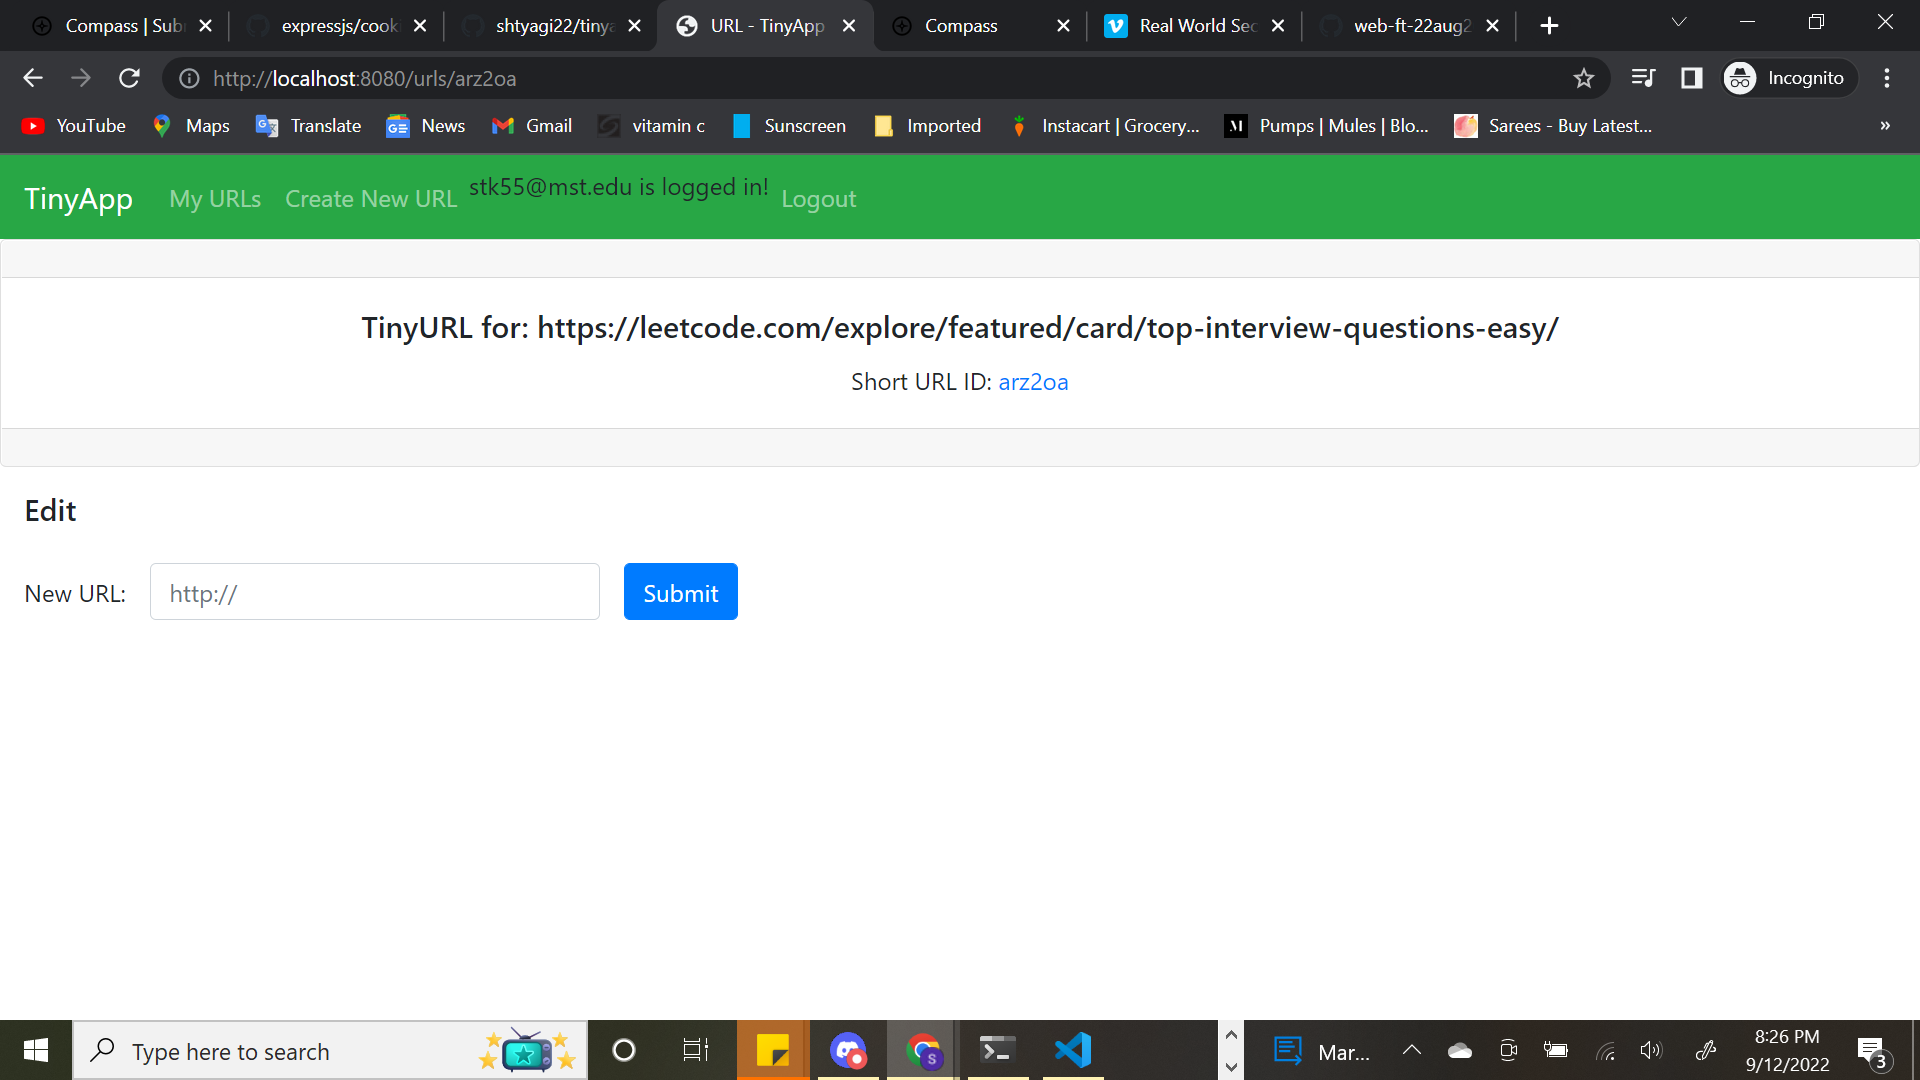 Compass | Sub
expressjs/cook
shtyagi22/tinya
URL - TinyApp
Compass
Real World Sec
web-ft-22aug2
http://localhost:8080/urls/arz2oa
Incognito
YouTube
Maps
Translate
News
Gmail
vitamin c
Sunscreen
Imported
Instacart | Grocery...
Pumps | Mules | Blo...
Sarees - Buy Latest...
»
TinyApp
My URLs
Create New URL
stk55@mst.edu is logged in!
Logout
TinyURL for: https://leetcode.com/explore/featured/card/top-interview-questions-easy/
Short URL ID: arz2oa
Edit
New URL:
http://
Submit
Type here to search
S
Mar...
8:26 PM
9/12/2022
3